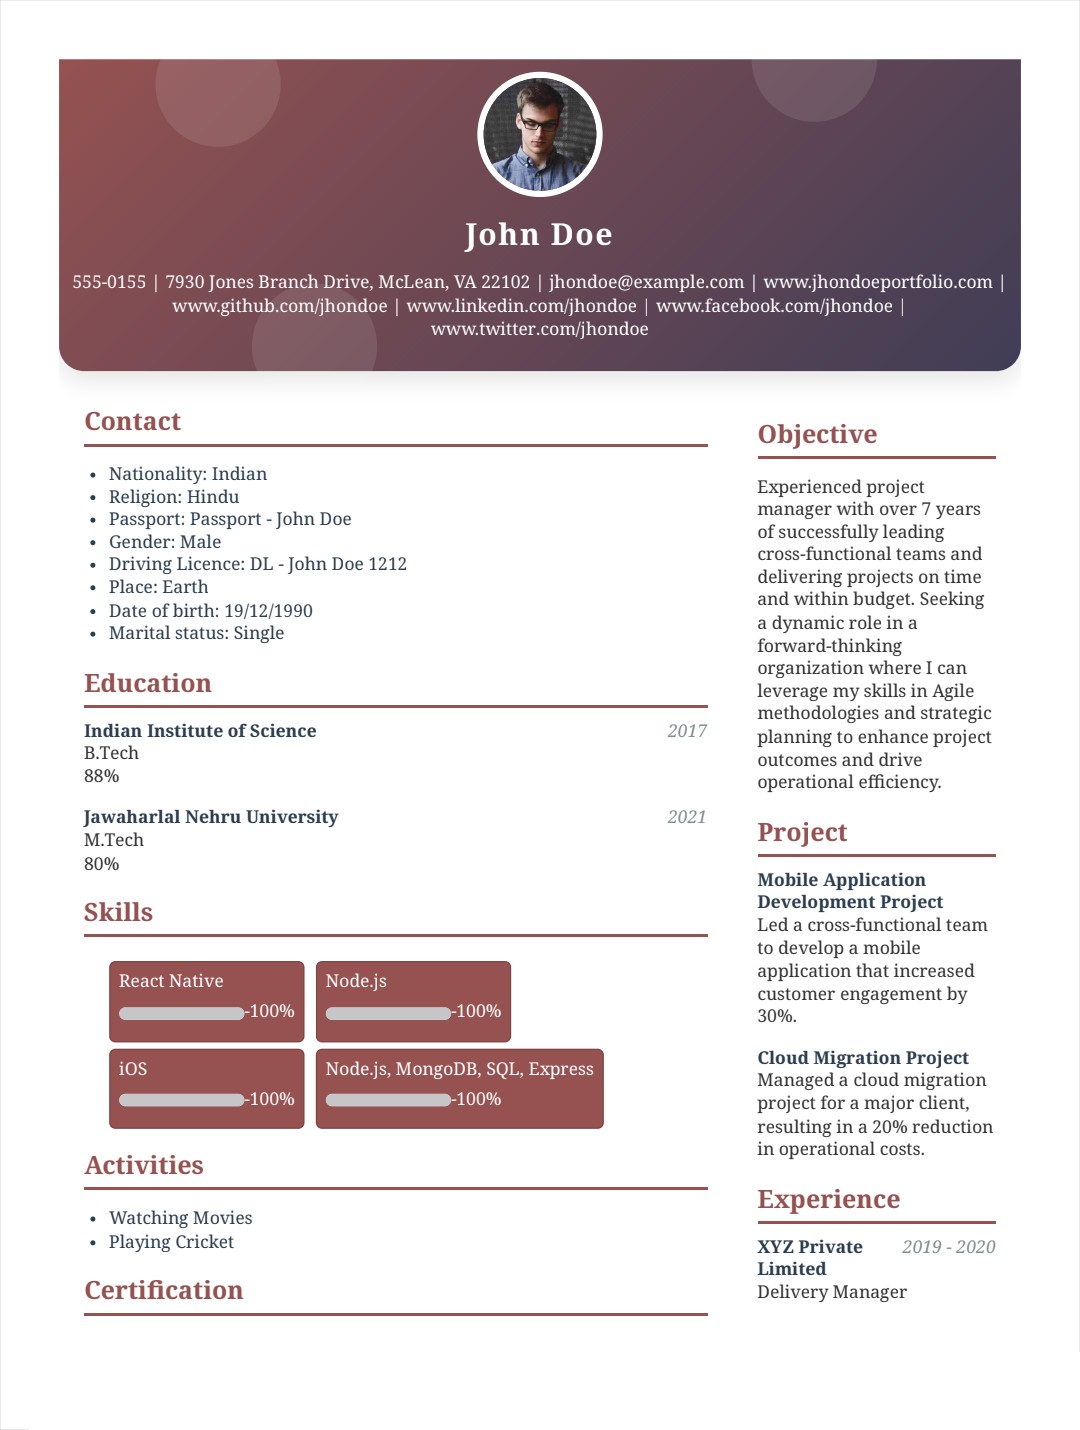 John Doe
555-0155 | 7930 Jones Branch Drive, McLean, VA 22102 | jhondoe@example.com | www.jhondoeportfolio.com |
www.github.com/jhondoe | www.linkedin.com/jhondoe | www.facebook.com/jhondoe |
www.twitter.com/jhondoe
Contact
• Nationality: Indian
• Religion: Hindu
• Passport: Passport - John Doe
• Gender: Male
• Driving Licence: DL - John Doe 1212
• Place: Earth
• Date of birth: 19/12/1990
• Marital status: Single
Education
Indian Institute of Science 2017
B.Tech
88%
Jawaharlal Nehru University 2021
M.Tech
80%
Skills
React Native
-100%
Node.js
-100%
iOS
-100%
Node.js, MongoDB, SQL, Express
-100%
Activities
• Watching Movies
• Playing Cricket
Certification
Objective
Experienced project
manager with over 7 years
of successfully leading
cross-functional teams and
delivering projects on time
and within budget. Seeking
a dynamic role in a
forward-thinking
organization where I can
leverage my skills in Agile
methodologies and strategic
planning to enhance project
outcomes and drive
operational efficiency.
Project
Mobile Application
Development Project
Led a cross-functional team
to develop a mobile
application that increased
customer engagement by
30%.
Cloud Migration Project
Managed a cloud migration
project for a major client,
resulting in a 20% reduction
in operational costs.
Experience
XYZ Private 2019 - 2020
Limited
Delivery Manager